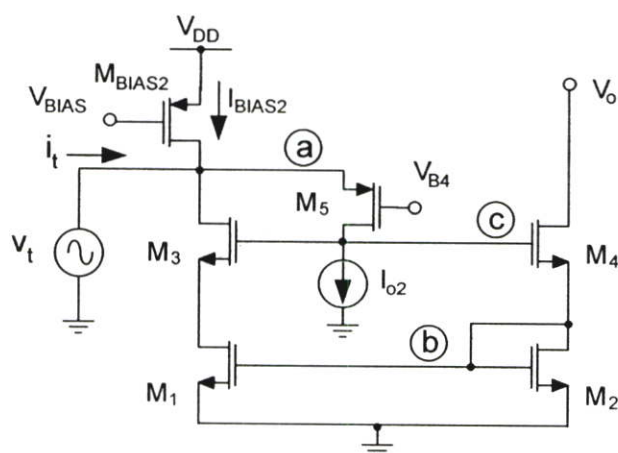 V_DD
M_BIAS2
V_BIAS
I_BIAS2
V_o
i_t
a
V_B4
M_5
c
v_t
M_3
M_4
I_o2
b
M_1
M_2